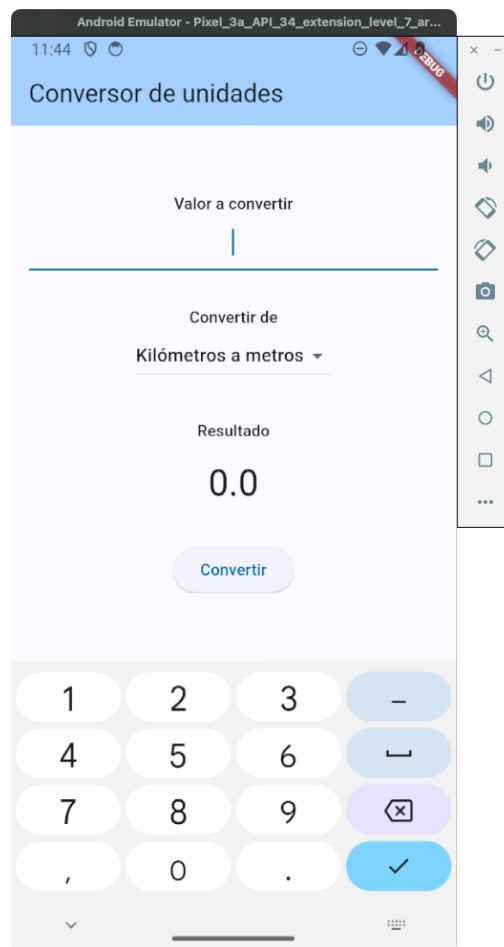 Android Emulator - Pixel_3a_API_34_extension_level_7_ar...
11:44
DEBUG
Conversor de unidades
Valor a convertir
Convertir de
Kilómetros a metros
Resultado
0.0
Convertir
1 2 3 –
4 5 6
7 8 9
, 0 .